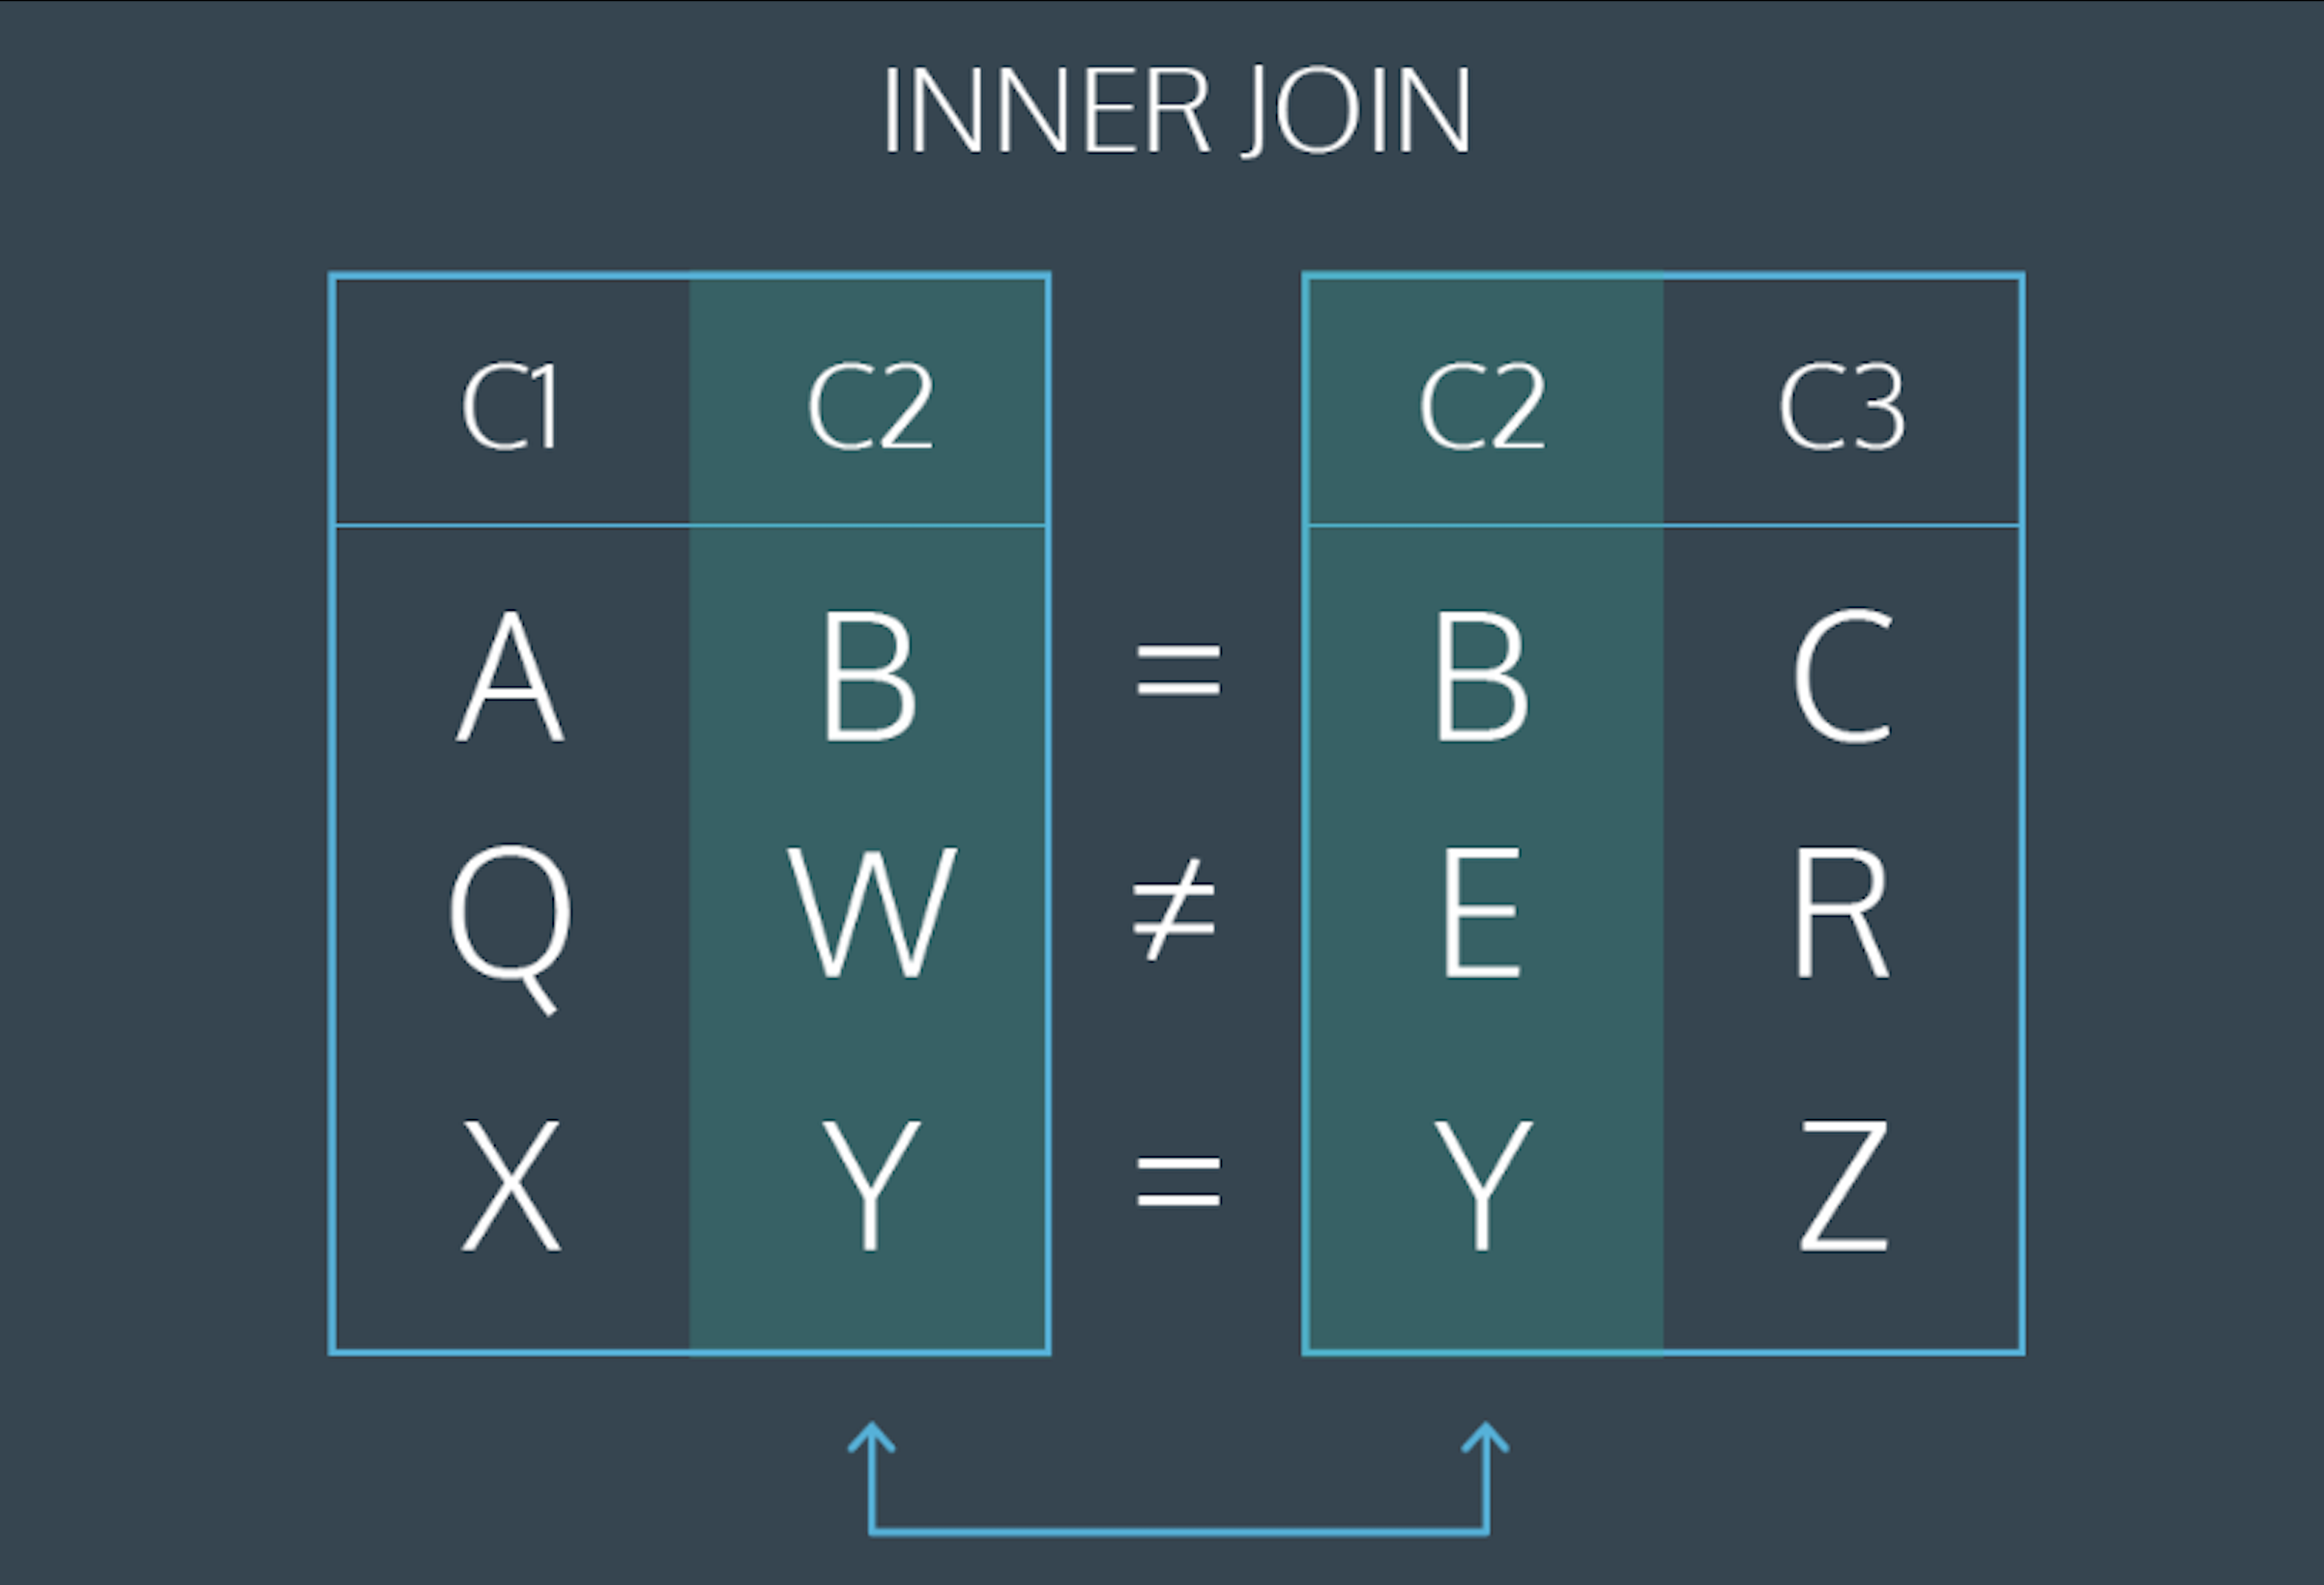 INNER JOIN
C1 C2 C2 C3
A B = B C
Q W ≠ E R
X Y = Y Z